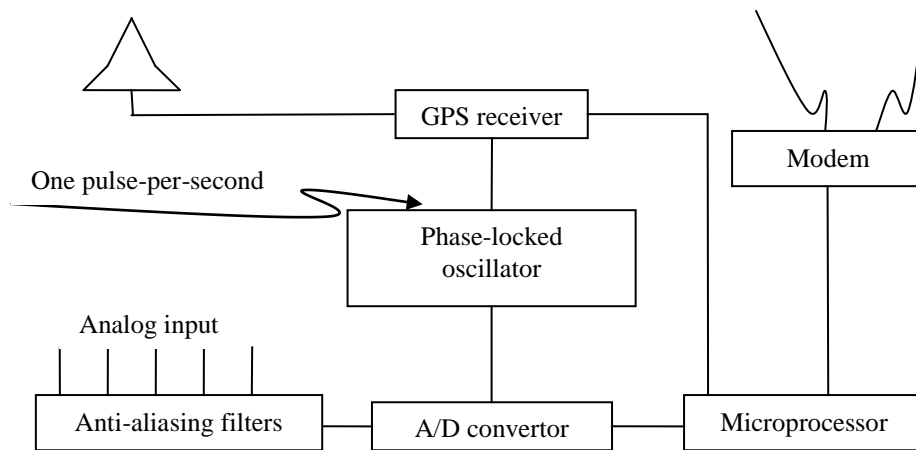 GPS receiver
Modem
One pulse-per-second
Phase-locked
oscillator
Analog input
Anti-aliasing filters
A/D convertor
Microprocessor